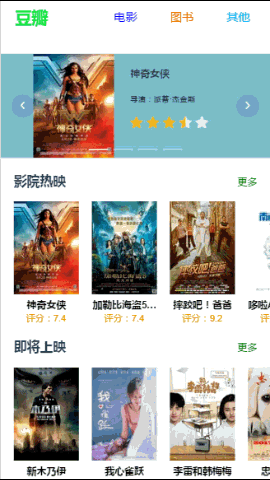 豆瓣
电影 图书 其他
神奇女侠
导演：派蒂·杰金斯
影院热映 更多
神奇女侠 加勒比海盗5... 摔跤吧！爸爸 哆啦A
评分：7.4 评分：7.4 评分：9.2
即将上映 更多
新木乃伊 我心雀跃 李雷和韩梅梅